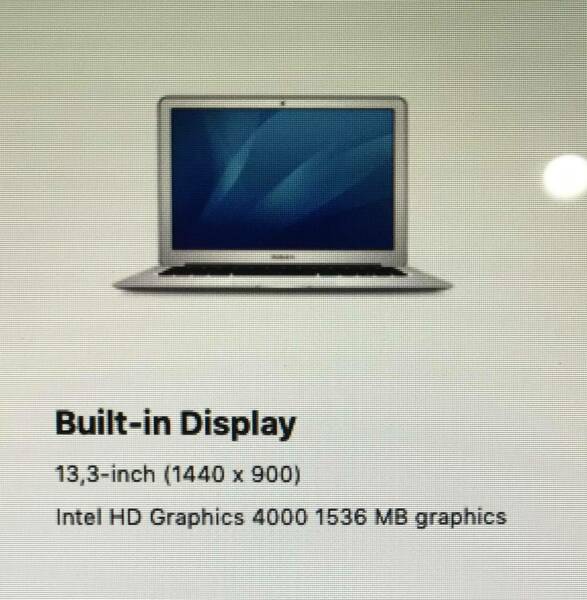 Built-in Display
13,3-inch (1440 x 900)
Intel HD Graphics 4000 1536 MB graphics